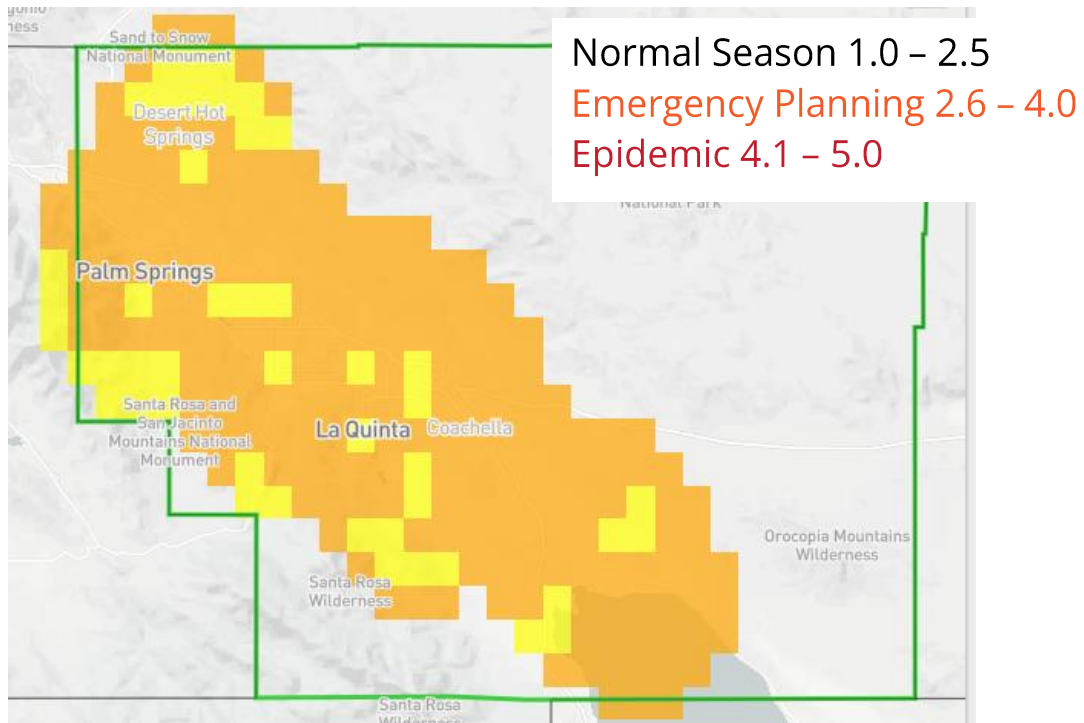 Normal Season 1.0 – 2.5
Emergency Planning 2.6 – 4.0
Epidemic 4.1 – 5.0
Sand to Snow
National Monument
Desert Hot
Springs
National Park
Palm Springs
Santa Rosa and
San Jacinto
Mountains National
Monument
La Quinta
Coachella
Orocopia Mountains
Wilderness
Santa Rosa
Wilderness
Santa Rosa